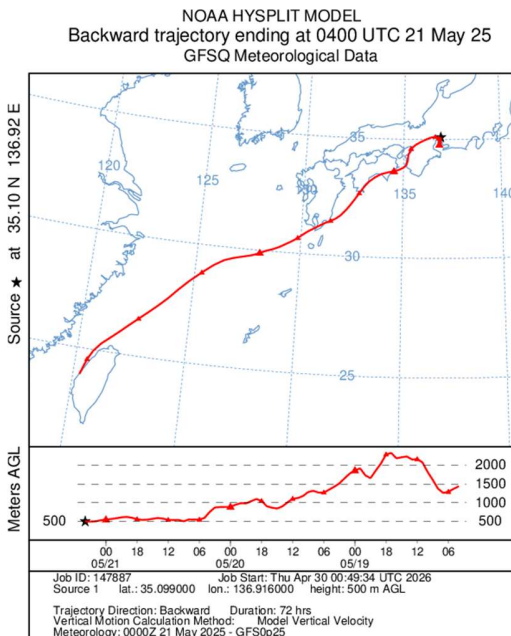 NOAA HYSPLIT MODEL
Backward trajectory ending at 0400 UTC 21 May 25
GFSQ Meteorological Data
Source ★ at 35.10 N 136.92 E
120
125
130
135
140
35
30
25
Meters AGL
500
2000
1500
1000
500
00 18 12 06 00 18 12 06 00 18 12 06
05/21 05/20 05/19
Job ID: 147887 Job Start: Thu Apr 30 00:49:34 UTC 2026
Source 1 lat.: 35.099000 lon.: 136.916000 height: 500 m AGL
Trajectory Direction: Backward Duration: 72 hrs
Vertical Motion Calculation Method: Model Vertical Velocity
Meteorology: 0000Z 21 May 2025 - GFS0p25